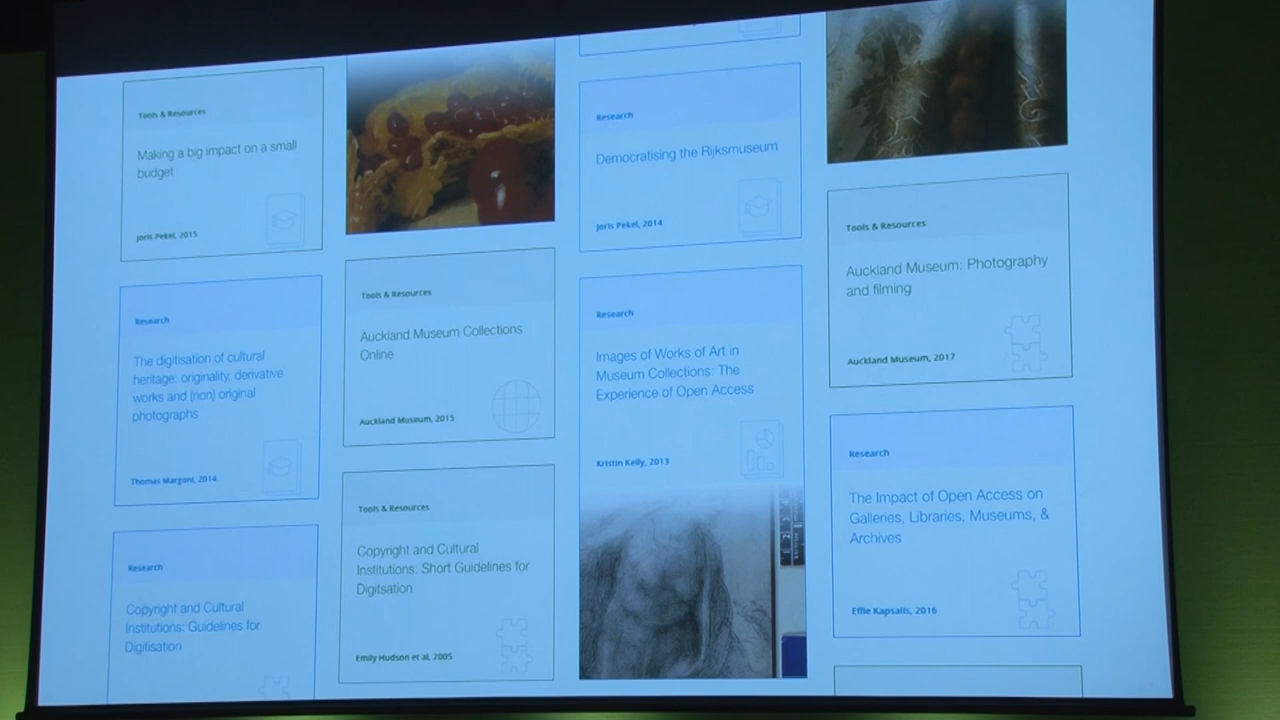 Tools & Resources
Making a big impact on a small
budget
Joris Pekel, 2015
Research
The digitisation of cultural
heritage: originality, derivative
works and (non) original
photographs
Thomas Margoni, 2014
Research
Copyright and Cultural
Institutions: Guidelines for
Digitisation
Tools & Resources
Auckland Museum Collections
Online
Auckland Museum, 2015
Tools & Resources
Copyright and Cultural
Institutions: Short Guidelines for
Digitsation
Emily Hudson et al, 2005
Research
Democratising the Rijksmuseum
Joris Pekel, 2014
Research
Images of Works of Art in
Museum Collections: The
Experience of Open Access
Kristin Kelly, 2013
Tools & Resources
Auckland Museum: Photography
and filming
Auckland Museum, 2017
Research
The Impact of Open Access on
Galleries, Libraries, Museums, &
Archives
Effie Kapsalis, 2016